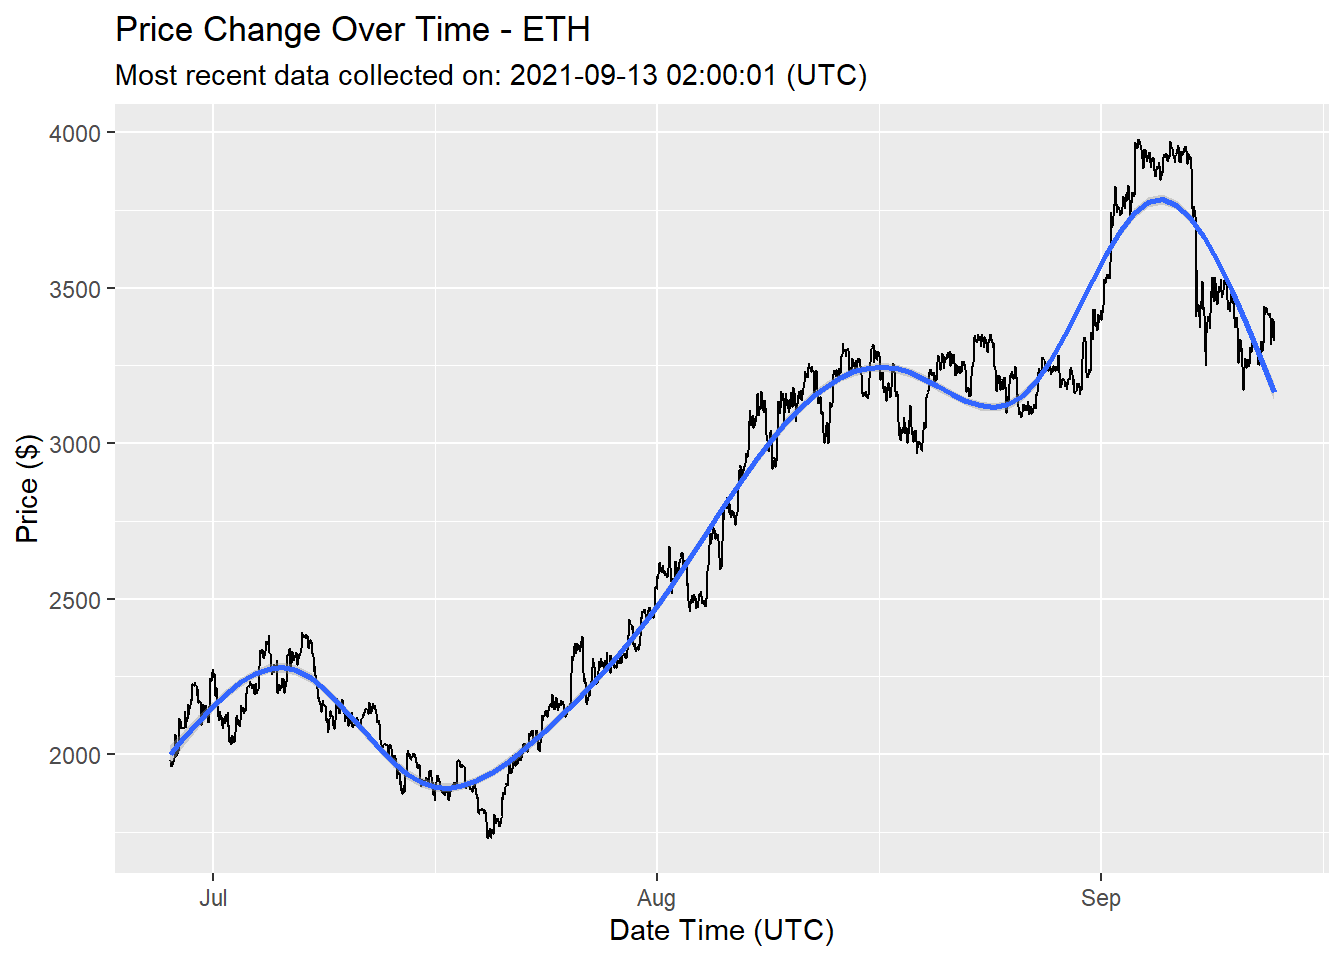 Price Change Over Time - ETH
Most recent data collected on: 2021-09-13 02:00:01 (UTC)
4000
3500
3000
2500
2000
Price ($)
Jul
Aug
Sep
Date Time (UTC)